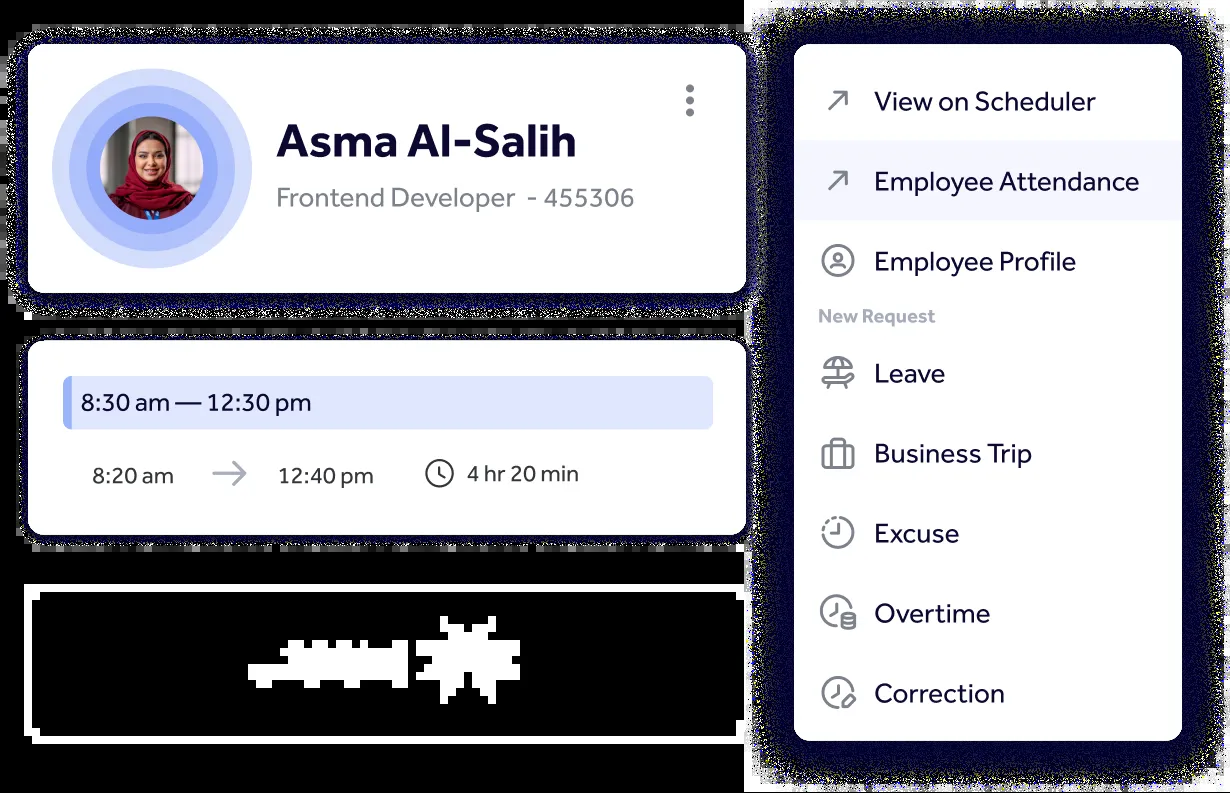 Asma Al-Salih
Frontend Developer - 455306
8:30 am — 12:30 pm
8:20 am → 12:40 pm 4 hr 20 min
View on Scheduler
Employee Attendance
Employee Profile
New Request
Leave
Business Trip
Excuse
Overtime
Correction